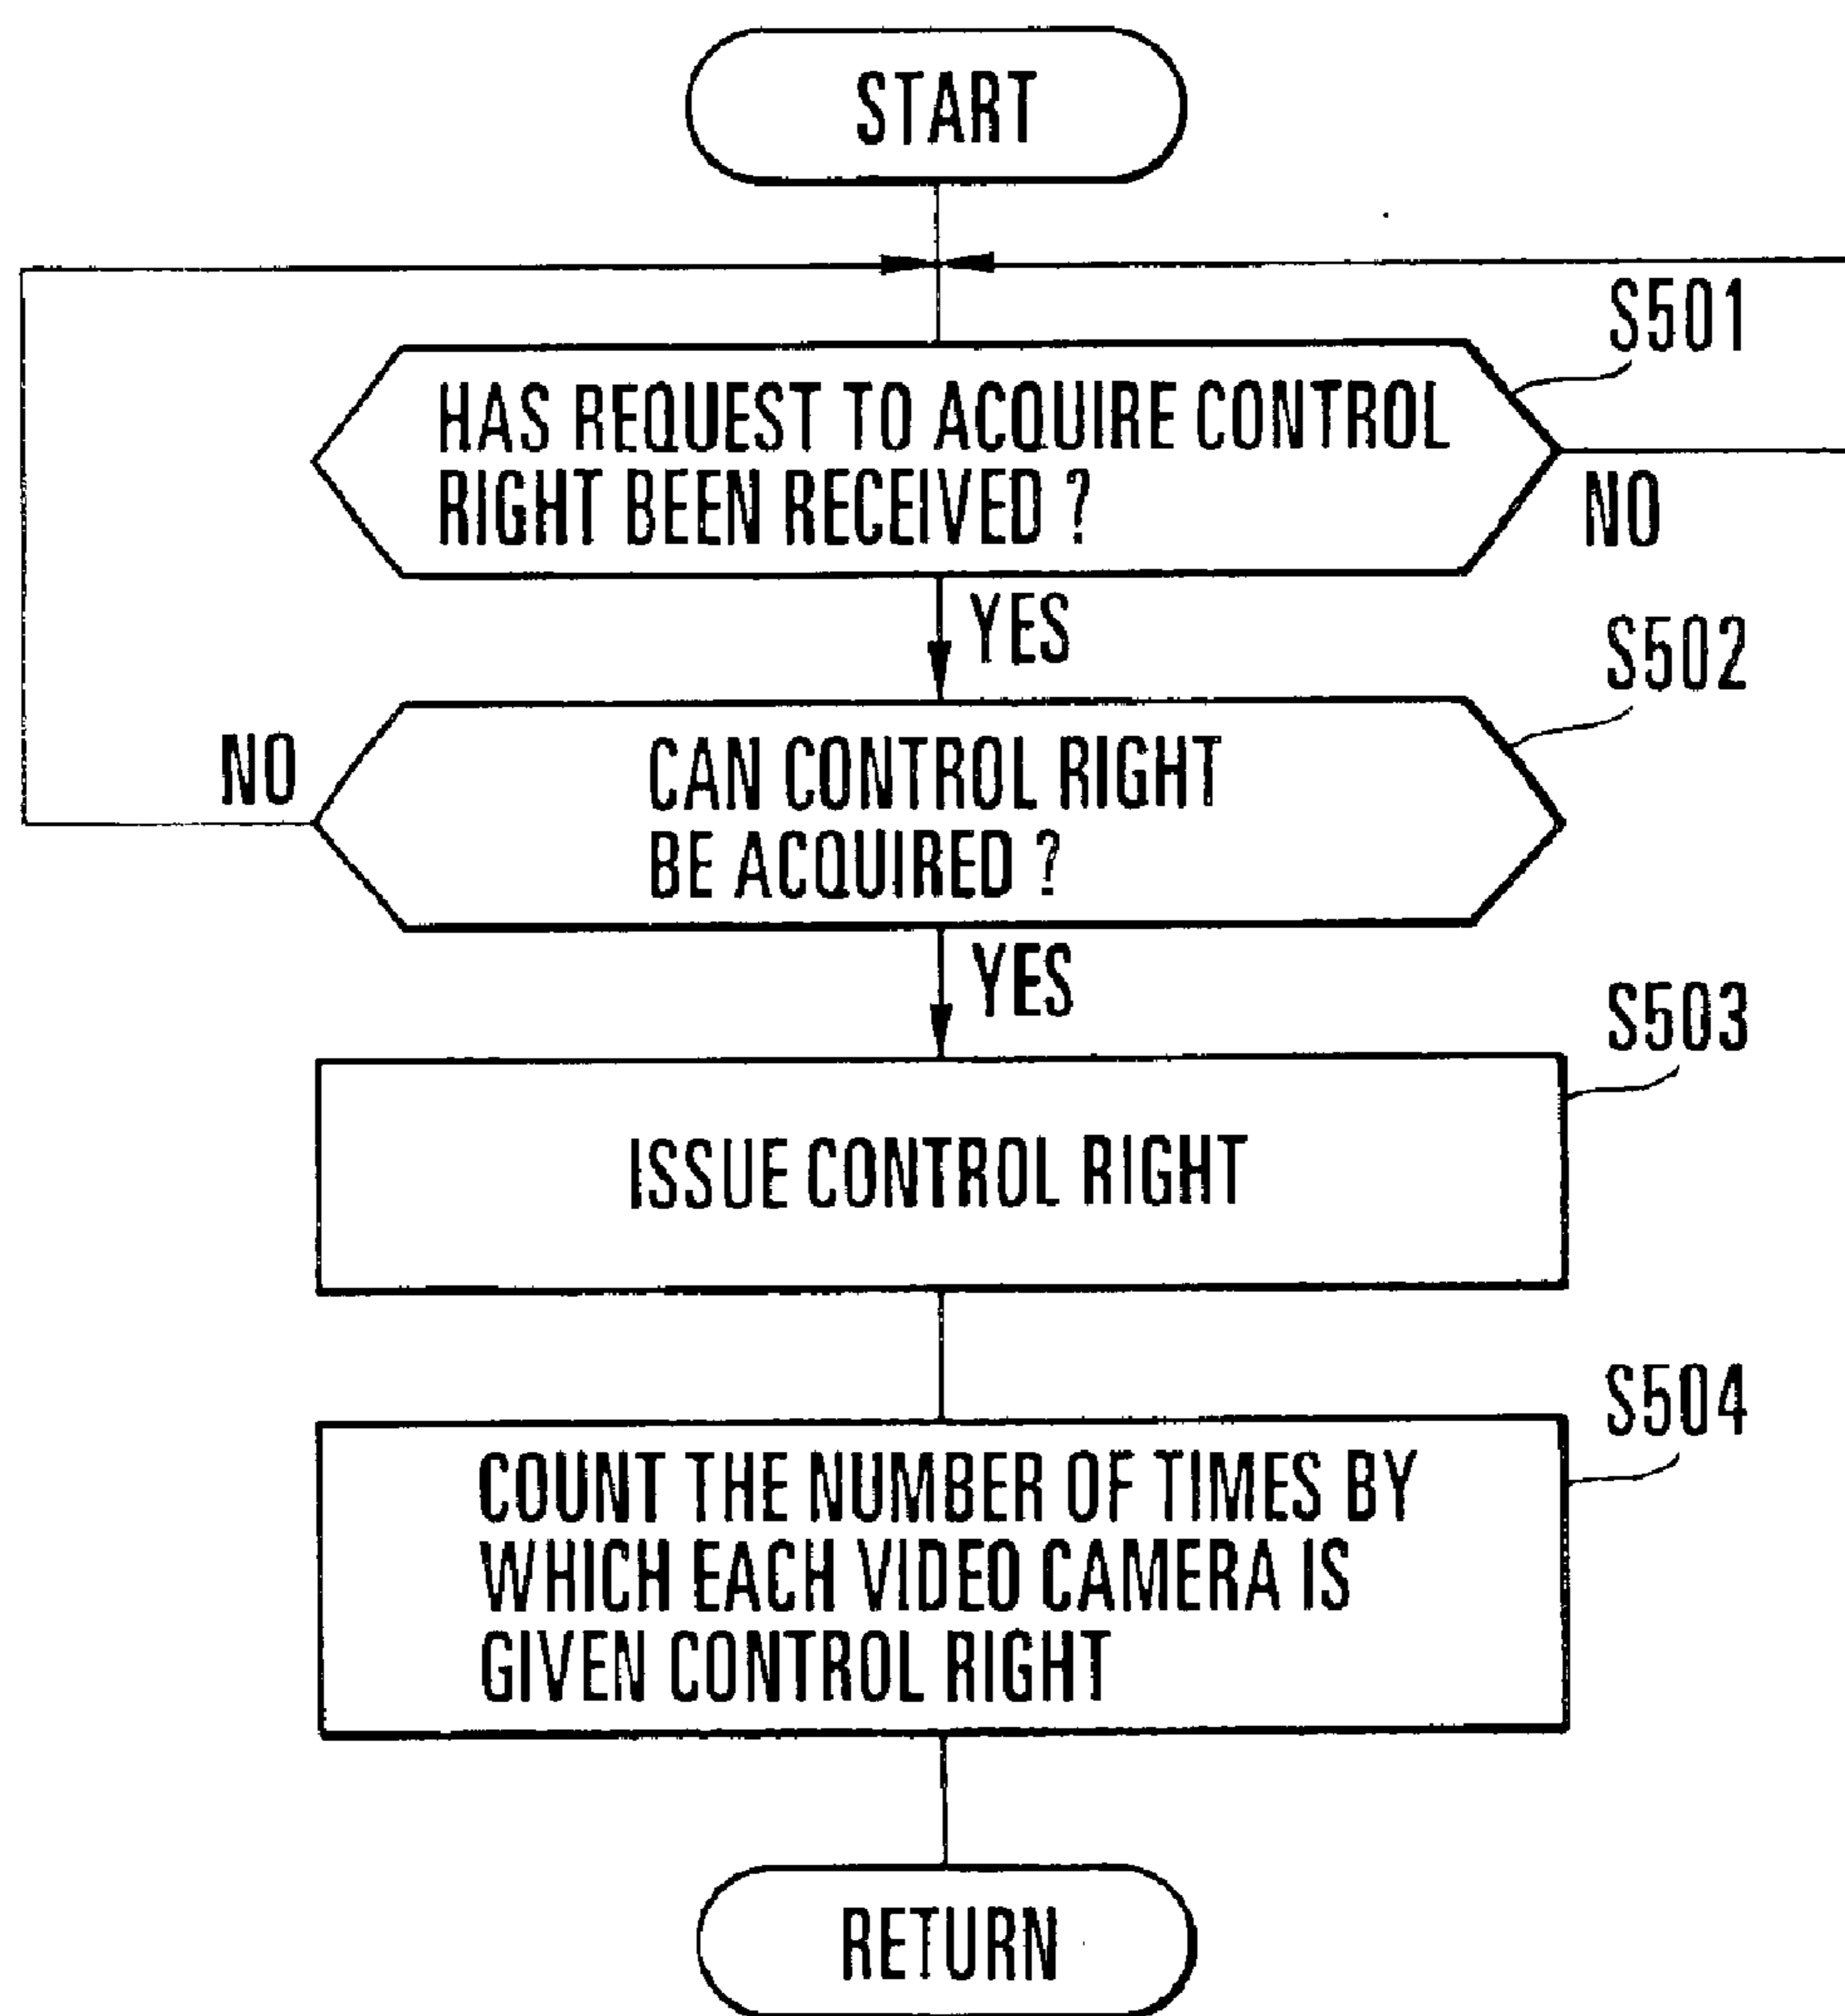 START
S501
HAS REQUEST TO ACQUIRE CONTROL
RIGHT BEEN RECEIVED ?
NO
YES
S502
NO
CAN CONTROL RIGHT
BE ACQUIRED ?
YES
S503
ISSUE CONTROL RIGHT
S504
COUNT THE NUMBER OF TIMES BY
WHICH EACH VIDEO CAMERA IS
GIVEN CONTROL RIGHT
RETURN